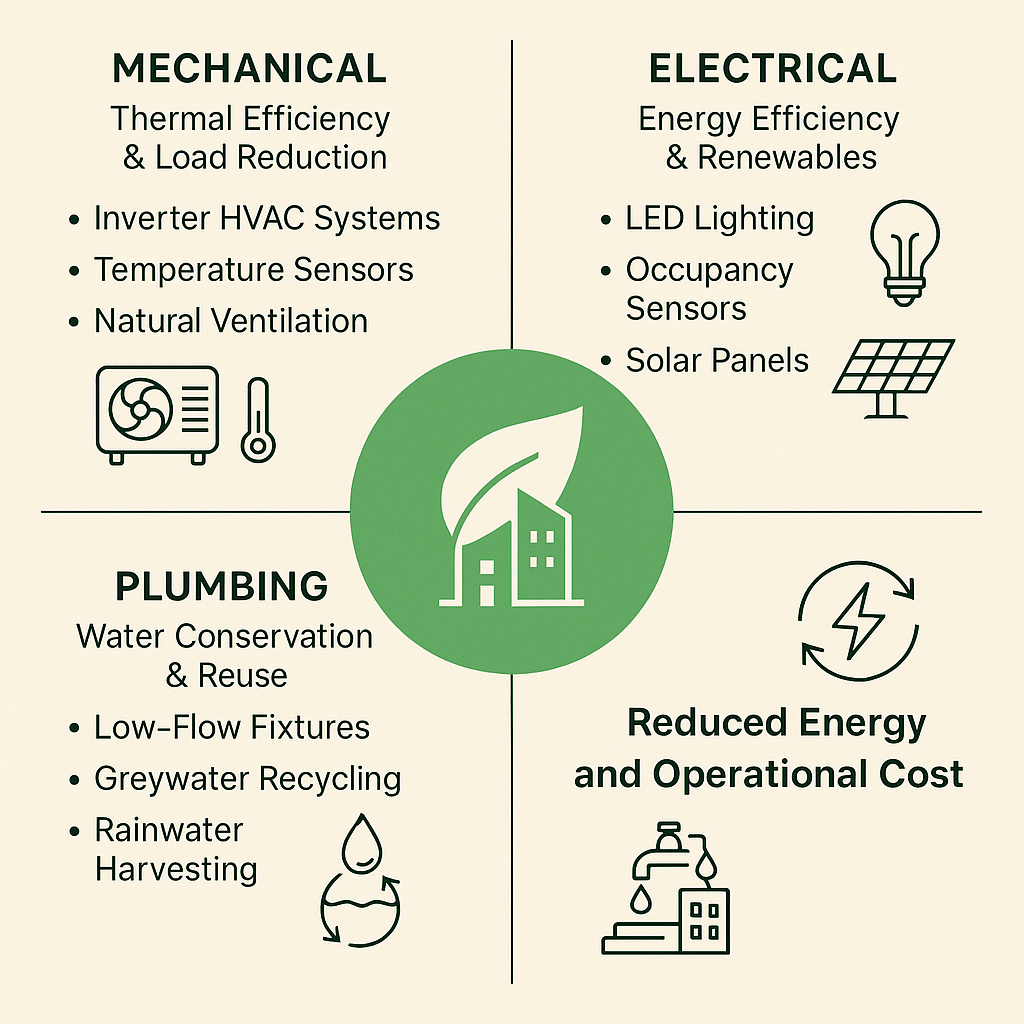 MECHANICAL
Thermal Efficiency
& Load Reduction
• Inverter HVAC Systems
• Temperature Sensors
• Natural Ventilation
ELECTRICAL
Energy Efficiency
& Renewables
• LED Lighting
• Occupancy
Sensors
• Solar Panels
PLUMBING
Water Conservation
& Reuse
• Low-Flow Fixtures
• Greywater Recycling
• Rainwater
Harvesting
Reduced Energy
and Operational Cost